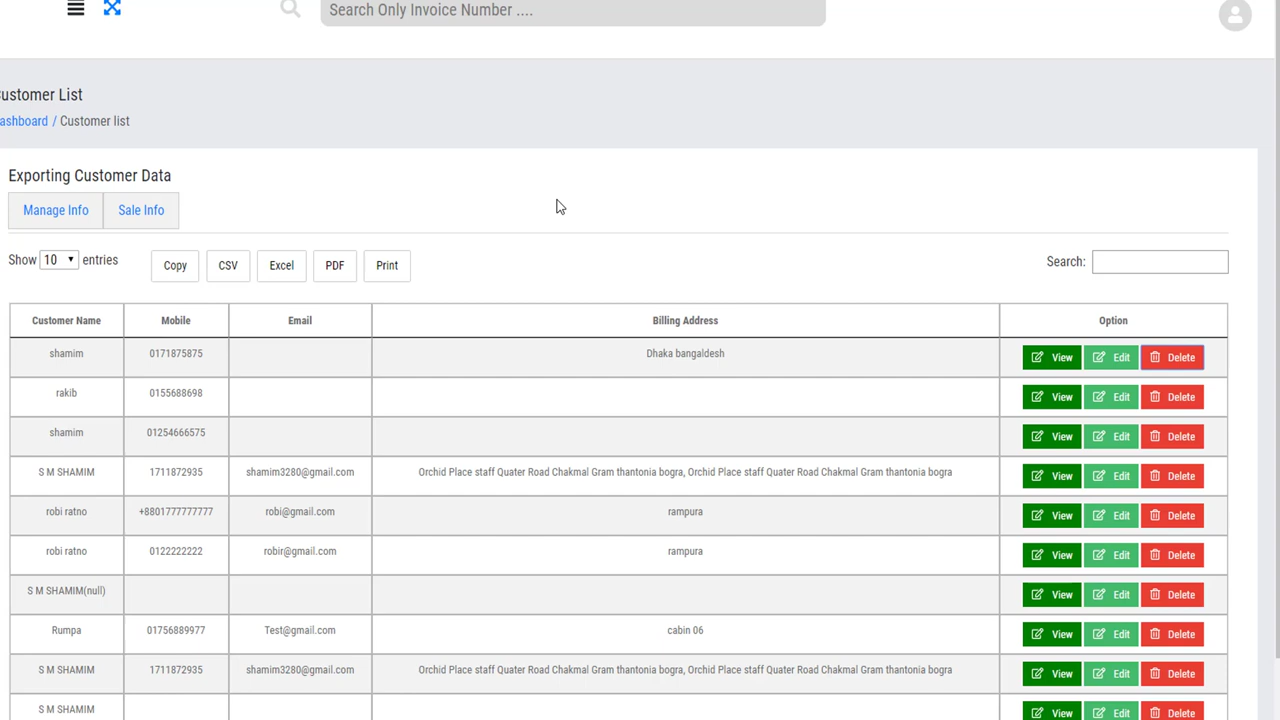 Search Only Invoice Number ....
ustomer List
ashboard / Customer list
Exporting Customer Data
Manage Info Sale Info
Show 10 entries Copy CSV Excel PDF Print Search:
Customer Name Mobile Email Billing Address Option
shamim 0171875875 Dhaka bangaldesh View Edit Delete
rakib 0155688698 View Edit Delete
shamim 01254666575 View Edit Delete
S M SHAMIM 1711872935 shamim3280@gmail.com Orchid Place staff Quater Road Chakmal Gram thantonia bogra, Orchid Place staff Quater Road Chakmal Gram thantonia bogra View Edit Delete
robi ratno +8801777777777 robi@gmail.com rampura View Edit Delete
robi ratno 0122222222 robir@gmail.com rampura View Edit Delete
S M SHAMIM(null) View Edit Delete
Rumpa 01756889977 Test@gmail.com cabin 06 View Edit Delete
S M SHAMIM 1711872935 shamim3280@gmail.com Orchid Place staff Quater Road Chakmal Gram thantonia bogra, Orchid Place staff Quater Road Chakmal Gram thantonia bogra View Edit Delete
S M SHAMIM View Edit Delete